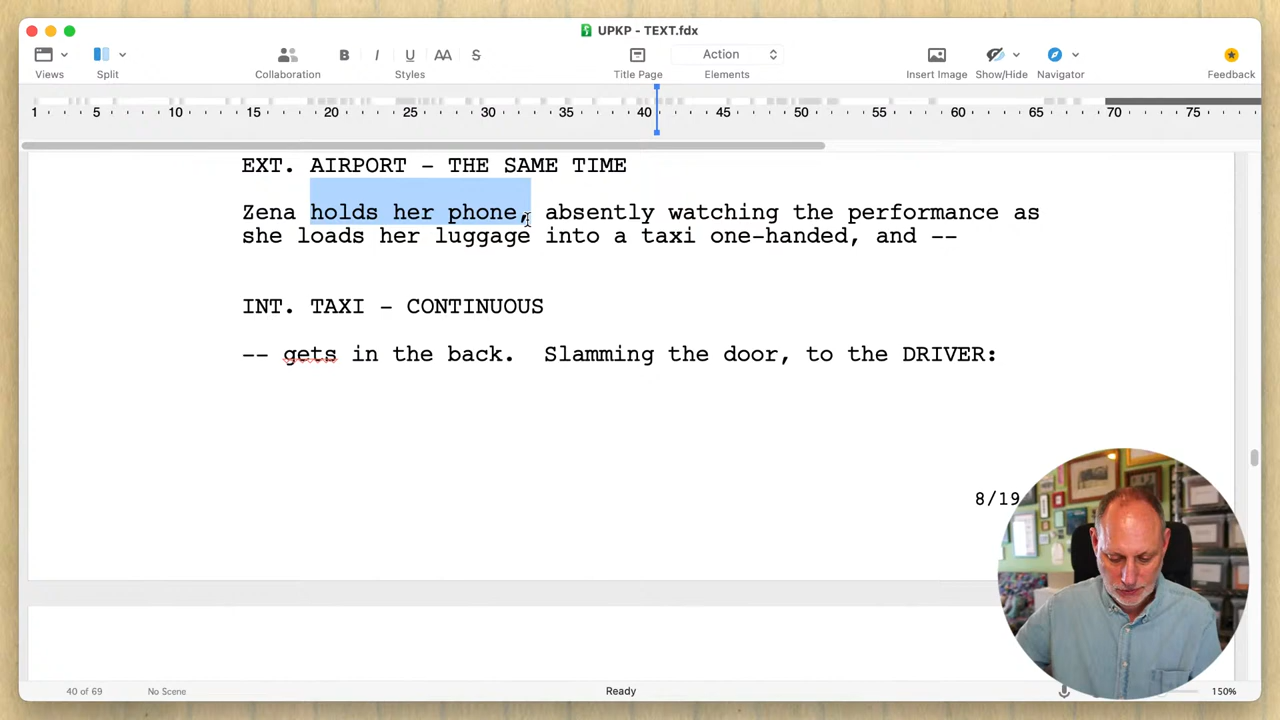 UPKP - TEXT.fdx
Views
Split
Collaboration
B I U AA S
Styles
Title Page
Action
Elements
Insert Image
Show/Hide
Navigator
Feedback
1 5 10 15 20 25 30 35 40 45 50 55 60 65 70 75
EXT. AIRPORT - THE SAME TIME
Zena holds her phone, absently watching the performance as
she loads her luggage into a taxi one-handed, and --
INT. TAXI - CONTINUOUS
-- gets in the back.  Slamming the door, to the DRIVER:
8/19
40 of 69
No Scene
Ready
150%